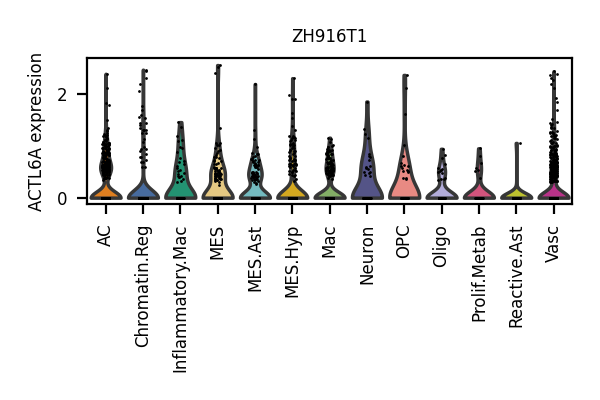 ZH916T1
ACTL6A expression
2
0
AC
Chromatin.Reg
Inflammatory.Mac
MES
MES.Ast
MES.Hyp
Mac
Neuron
OPC
Oligo
Prolif.Metab
Reactive.Ast
Vasc